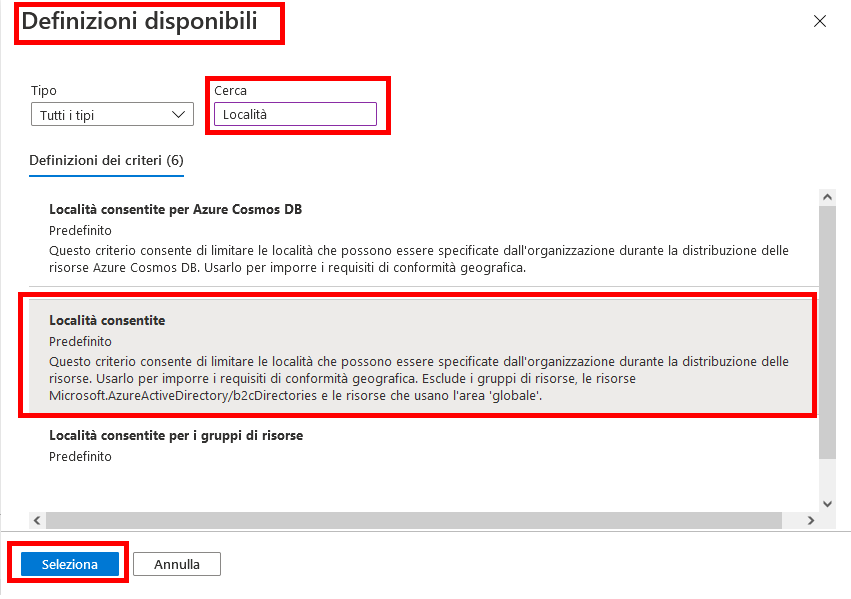 Definizioni disponibili
Tipo
Cerca
Tutti i tipi
Località
Definizioni dei criteri (6)
Località consentite per Azure Cosmos DB
Predefinito
Questo criterio consente di limitare le località che possono essere specificate dall'organizzazione durante la distribuzione delle
risorse Azure Cosmos DB. Usarlo per imporre i requisiti di conformità geografica.
Località consentite
Predefinito
Questo criterio consente di limitare le località che possono essere specificate dall'organizzazione durante la distribuzione delle
risorse. Usarlo per imporre i requisiti di conformità geografica. Esclude i gruppi di risorse, le risorse
Microsoft.AzureActiveDirectory/b2cDirectories e le risorse che usano l'area 'globale'.
Località consentite per i gruppi di risorse
Predefinito
Seleziona
Annulla